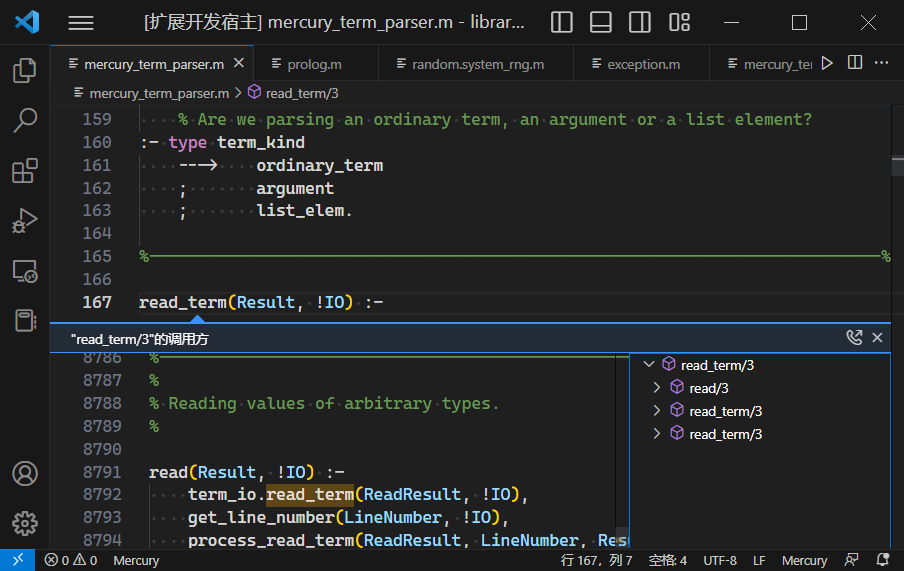 [扩展开发宿主] mercury_term_parser.m - librar...
mercury_term_parser.m
prolog.m
random.system_rng.m
exception.m
mercury_te
mercury_term_parser.m > read_term/3
159 % Are we parsing an ordinary term, an argument or a list element?
160 :- type term_kind
161 ---> ordinary_term
162 ; argument
163 ; list_elem.
164
165 %---------------------------------------------------------------------------%
166
167 read_term(Result, !IO) :-
"read_term/3"的调用方
8786 %---------------------------------------------------------------------------
8787 %
8788 % Reading values of arbitrary types.
8789 %
8790
8791 read(Result, !IO) :-
8792 term_io.read_term(ReadResult, !IO),
8793 get_line_number(LineNumber, !IO),
8794 process_read_term(ReadResult, LineNumber, Res
read_term/3
read/3
read_term/3
read_term/3
0 0 Mercury 行 167，列 7 空格: 4 UTF-8 LF Mercury